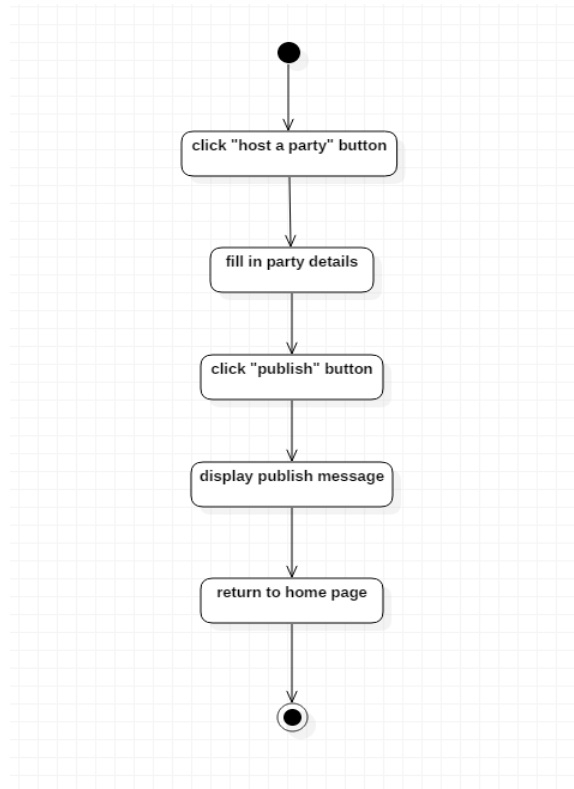 click "host a party" button
fill in party details
click "publish" button
display publish message
return to home page